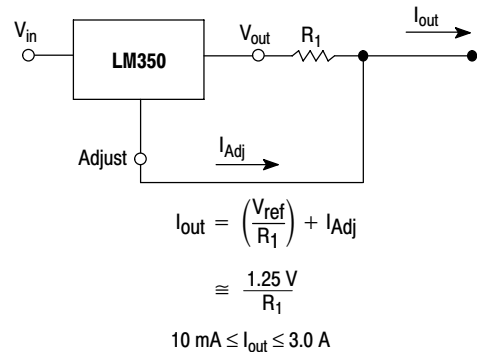 V_in
LM350
V_out
R_1
I_out
Adjust
I_Adj
I_out = (V_ref / R_1) + I_Adj
≅ 1.25 V / R_1
10 mA ≤ I_out ≤ 3.0 A